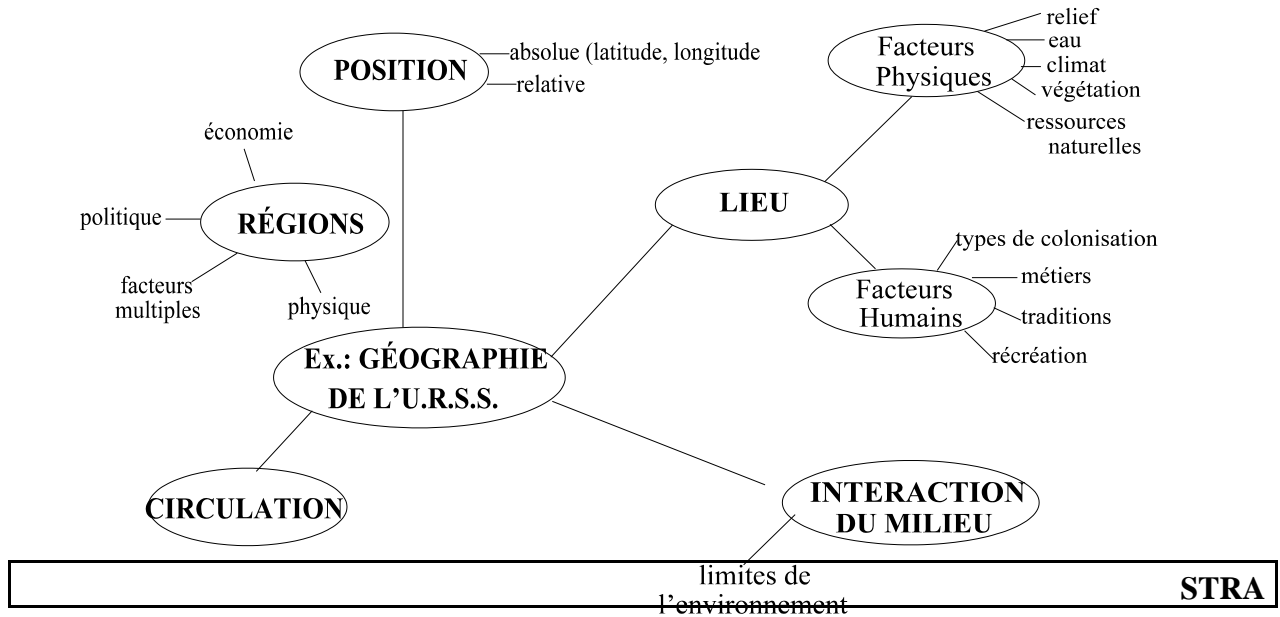 relief
eau
climat
végétation
ressources
naturelles
Facteurs
Physiques
POSITION
absolue (latitude, longitude
relative
économie
politique
RÉGIONS
facteurs
multiples
physique
LIEU
types de colonisation
métiers
traditions
récréation
Facteurs
Humains
Ex.: GÉOGRAPHIE
DE L’U.R.S.S.
CIRCULATION
INTERACTION
DU MILIEU
limites de
l’environnement
STRA